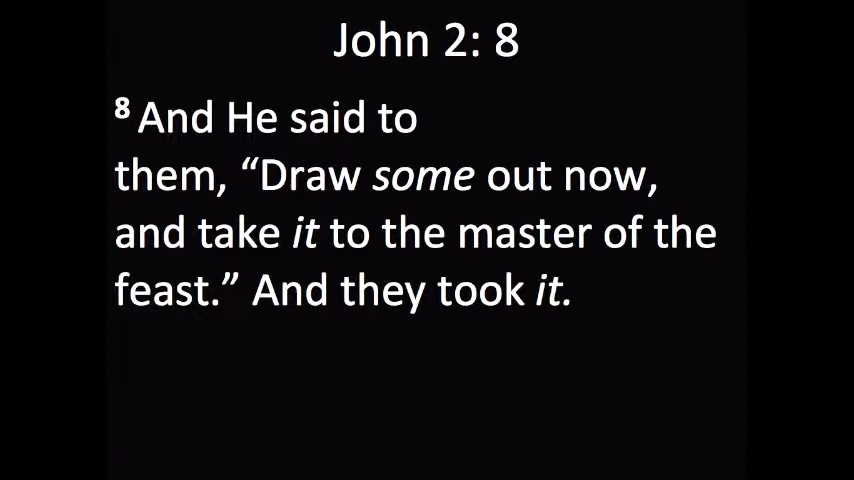 John 2: 8
8 And He said to
them, “Draw some out now,
and take it to the master of the
feast.” And they took it.